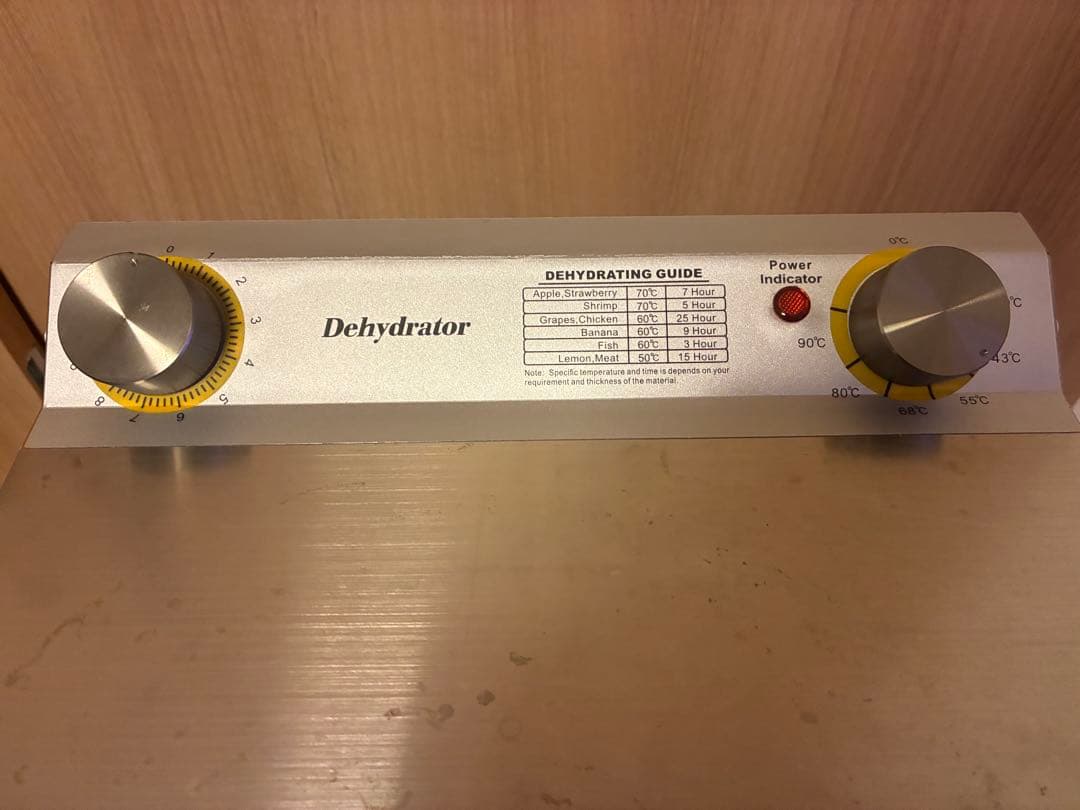 0
1
2
3
4
5
6
7
8
Dehydrator
DEHYDRATING GUIDE
Apple,Strawberry 70℃ 7 Hour
Shrimp 70℃ 5 Hour
Grapes,Chicken 60℃ 25 Hour
Banana 60℃ 9 Hour
Fish 60℃ 3 Hour
Lemon,Meat 50℃ 15 Hour
Note: Specific temperature and time is depends on your
requirement and thickness of the material.
Power
Indicator
0℃
℃
43℃
55℃
68℃
80℃
90℃